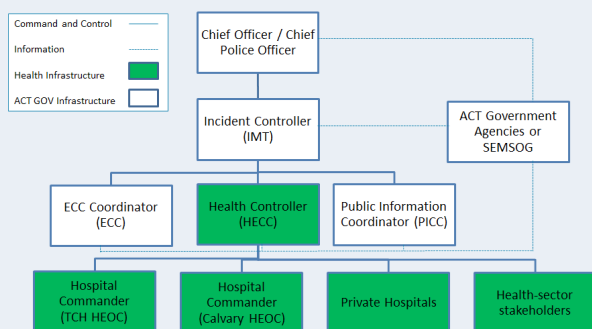 Command and Control
Information
Health Infrastructure
ACT GOV Infrastructure
Chief Officer / Chief
Police Officer
Incident Controller
(IMT)
ACT Government
Agencies or
SEMSOG
ECC Coordinator
(ECC)
Health Controller
(HECC)
Public Information
Coordinator (PICC)
Hospital
Commander
(TCH HEOC)
Hospital
Commander
(Calvary HEOC)
Private Hospitals
Health-sector
stakeholders